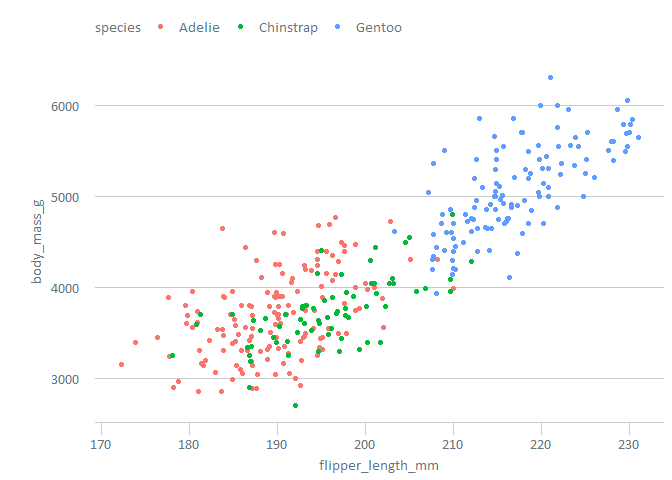 species Adelie Chinstrap Gentoo
6000
5000
4000
3000
body_mass_g
170 180 190 200 210 220 230
flipper_length_mm